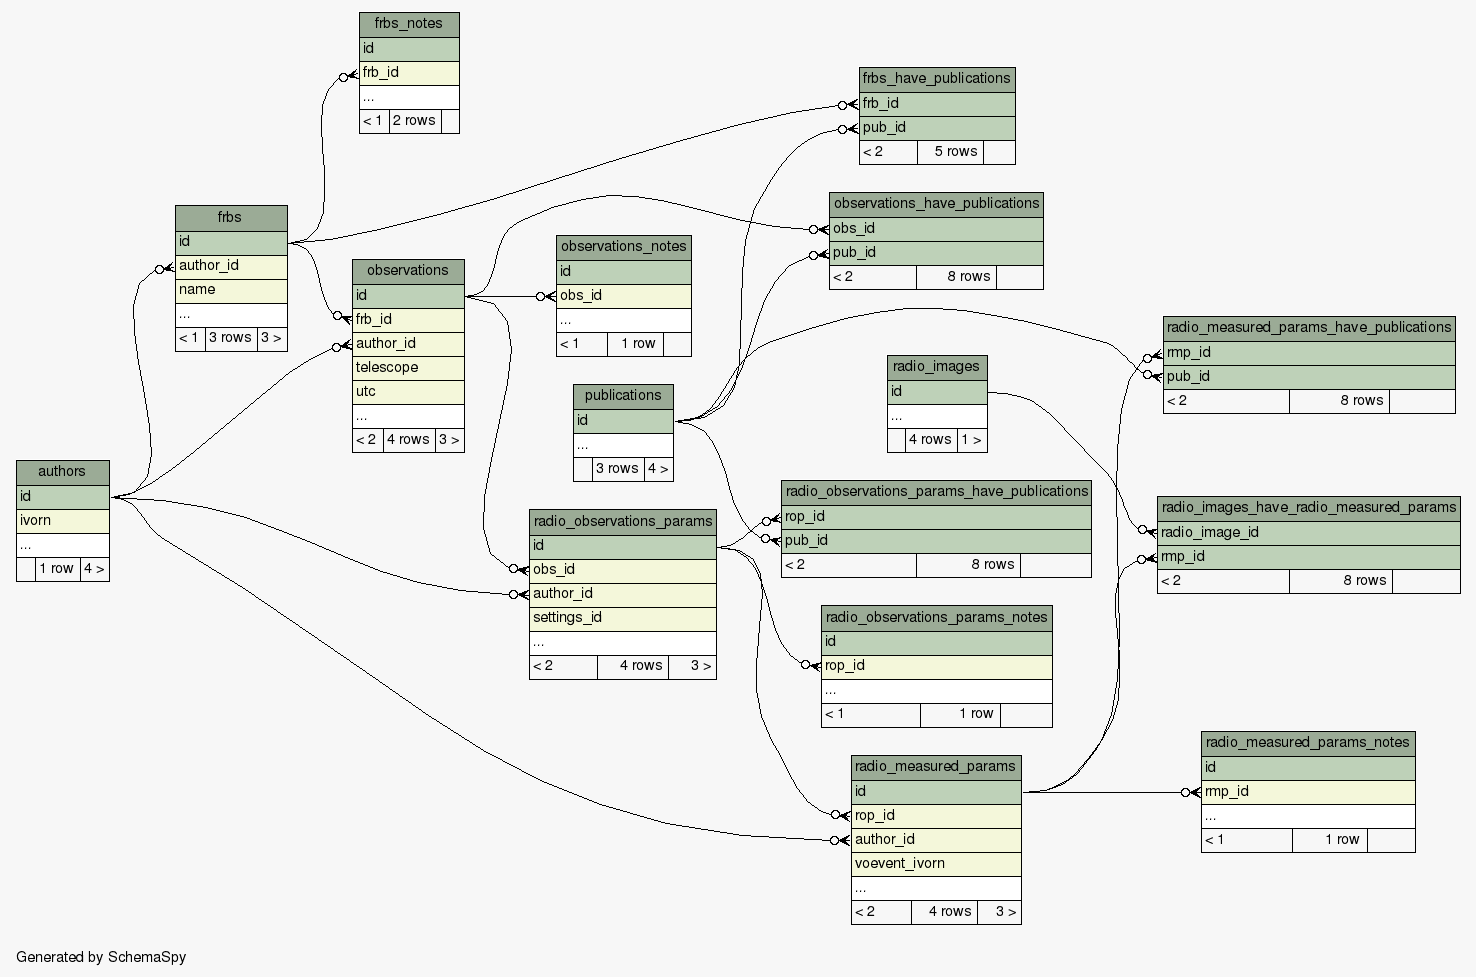 frbs_notes
id
frb_id
...
< 1 2 rows
frbs_have_publications
frb_id
pub_id
< 2 5 rows
frbs
id
author_id
name
...
< 1 3 rows 3 >
observations_have_publications
obs_id
pub_id
< 2 8 rows
observations_notes
id
obs_id
...
< 1 1 row
observations
id
frb_id
author_id
telescope
utc
...
< 2 4 rows 3 >
radio_measured_params_have_publications
rmp_id
pub_id
< 2 8 rows
radio_images
id
...
4 rows 1 >
publications
id
...
3 rows 4 >
authors
id
ivorn
...
1 row 4 >
radio_observations_params_have_publications
rop_id
pub_id
< 2 8 rows
radio_images_have_radio_measured_params
radio_image_id
rmp_id
< 2 8 rows
radio_observations_params
id
obs_id
author_id
settings_id
...
< 2 4 rows 3 >
radio_observations_params_notes
id
rop_id
...
< 1 1 row
radio_measured_params_notes
id
rmp_id
...
< 1 1 row
radio_measured_params
id
rop_id
author_id
voevent_ivorn
...
< 2 4 rows 3 >
Generated by SchemaSpy